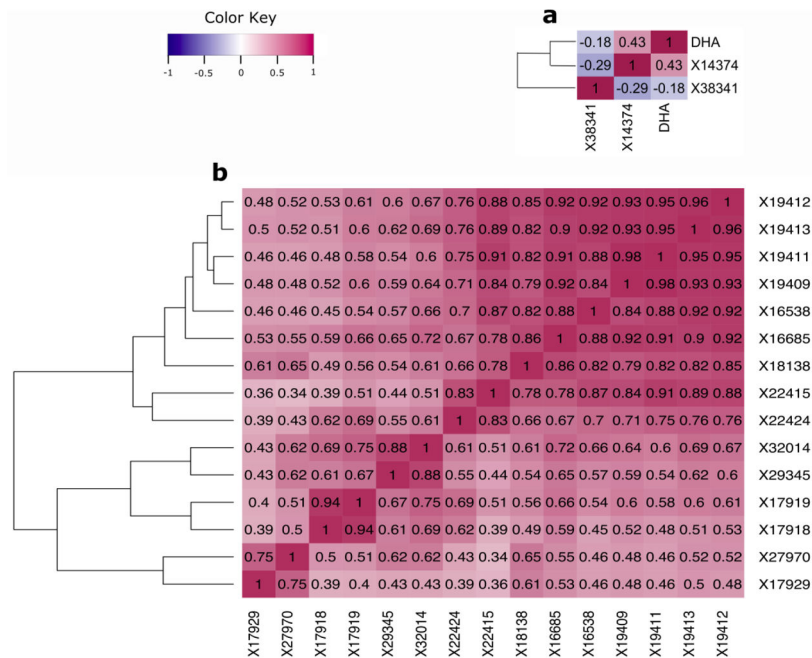 Color Key
-1 -0.5 0 0.5 1
a
-0.18 0.43 1 DHA
-0.29 1 0.43 X14374
1 -0.29 -0.18 X38341
X38341 X14374 DHA
b
0.48 0.52 0.53 0.61 0.6 0.67 0.76 0.88 0.85 0.92 0.92 0.93 0.95 0.96 1 X19412
0.5 0.52 0.51 0.6 0.62 0.69 0.76 0.89 0.82 0.9 0.92 0.93 0.95 1 0.96 X19413
0.46 0.46 0.48 0.58 0.54 0.6 0.75 0.91 0.82 0.91 0.88 0.98 1 0.95 0.95 X19411
0.48 0.48 0.52 0.6 0.59 0.64 0.71 0.84 0.79 0.92 0.84 1 0.98 0.93 0.93 X19409
0.46 0.46 0.45 0.54 0.57 0.66 0.7 0.87 0.82 0.88 1 0.84 0.88 0.92 0.92 X16538
0.53 0.55 0.59 0.66 0.65 0.72 0.67 0.78 0.86 1 0.88 0.92 0.91 0.9 0.92 X16685
0.61 0.65 0.49 0.56 0.54 0.61 0.66 0.78 1 0.86 0.82 0.79 0.82 0.82 0.85 X18138
0.36 0.34 0.39 0.51 0.44 0.51 0.83 1 0.78 0.78 0.87 0.84 0.91 0.89 0.88 X22415
0.39 0.43 0.62 0.69 0.55 0.61 1 0.83 0.66 0.67 0.7 0.71 0.75 0.76 0.76 X22424
0.43 0.62 0.69 0.75 0.88 1 0.61 0.51 0.61 0.72 0.66 0.64 0.6 0.69 0.67 X32014
0.43 0.62 0.61 0.67 1 0.88 0.55 0.44 0.54 0.65 0.57 0.59 0.54 0.62 0.6 X29345
0.4 0.51 0.94 1 0.67 0.75 0.69 0.51 0.56 0.66 0.54 0.6 0.58 0.6 0.61 X17919
0.39 0.5 1 0.94 0.61 0.69 0.62 0.39 0.49 0.59 0.45 0.52 0.48 0.51 0.53 X17918
0.75 1 0.5 0.51 0.62 0.62 0.43 0.34 0.65 0.55 0.46 0.48 0.46 0.52 0.52 X27970
1 0.75 0.39 0.4 0.43 0.43 0.39 0.36 0.61 0.53 0.46 0.48 0.46 0.5 0.48 X17929
X17929 X27970 X17918 X17919 X29345 X32014 X22424 X22415 X18138 X16685 X16538 X19409 X19411 X19413 X19412